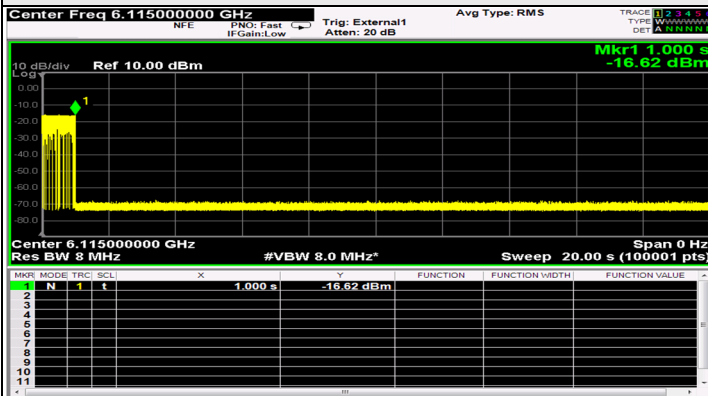 Center Freq 6.115000000 GHz
NFE
PNO: Fast
IFGain:Low
Trig: External1
Atten: 20 dB
Avg Type: RMS
TRACE 1 2 3 4 5
TYPE W
DET A N N N N
Mkr1 1.000 s
-16.62 dBm
10 dB/div Ref 10.00 dBm
Log
1
0.00
-10.0
-20.0
-30.0
-40.0
-50.0
-60.0
-70.0
-80.0
Center 6.115000000 GHz Span 0 Hz
Res BW 8 MHz #VBW 8.0 MHz* Sweep 20.00 s (100001 pts)
MKR MODE TRC SCL X Y FUNCTION FUNCTION WIDTH FUNCTION VALUE
1 N 1 t 1.000 s -16.62 dBm
2
3
4
5
6
7
8
9
10
11